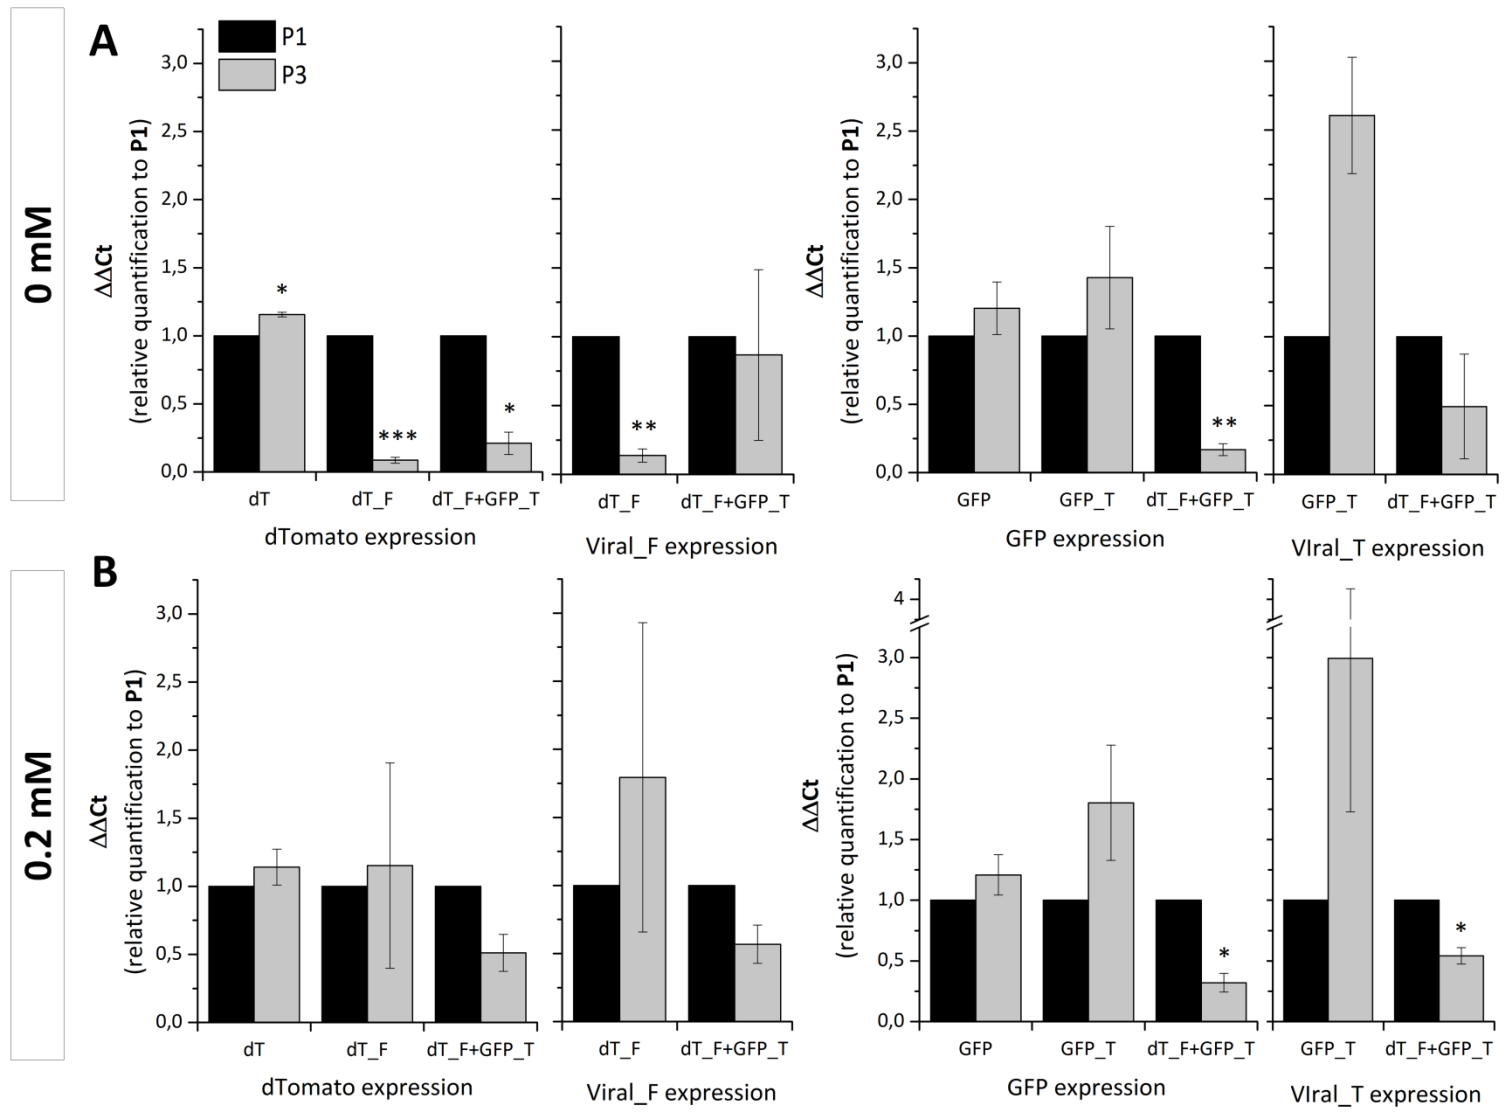 0 mM
A
P1
P3
ΔΔCt
(relative quantification to P1)
3,0
2,5
2,0
1,5
1,0
0,5
0,0
*
***
*
dT
dT_F
dT_F+GFP_T
dTomato expression
**
dT_F
dT_F+GFP_T
Viral_F expression
ΔΔCt
(relative quantification to P1)
3,0
2,5
2,0
1,5
1,0
0,5
0,0
**
GFP
GFP_T
dT_F+GFP_T
GFP expression
GFP_T
dT_F+GFP_T
VIral_T expression
0.2 mM
B
ΔΔCt
(relative quantification to P1)
3,0
2,5
2,0
1,5
1,0
0,5
0,0
dT
dT_F
dT_F+GFP_T
dTomato expression
dT_F
dT_F+GFP_T
Viral_F expression
ΔΔCt
(relative quantification to P1)
4
3,0
2,5
2,0
1,5
1,0
0,5
0,0
*
GFP
GFP_T
dT_F+GFP_T
GFP expression
*
GFP_T
dT_F+GFP_T
VIral_T expression